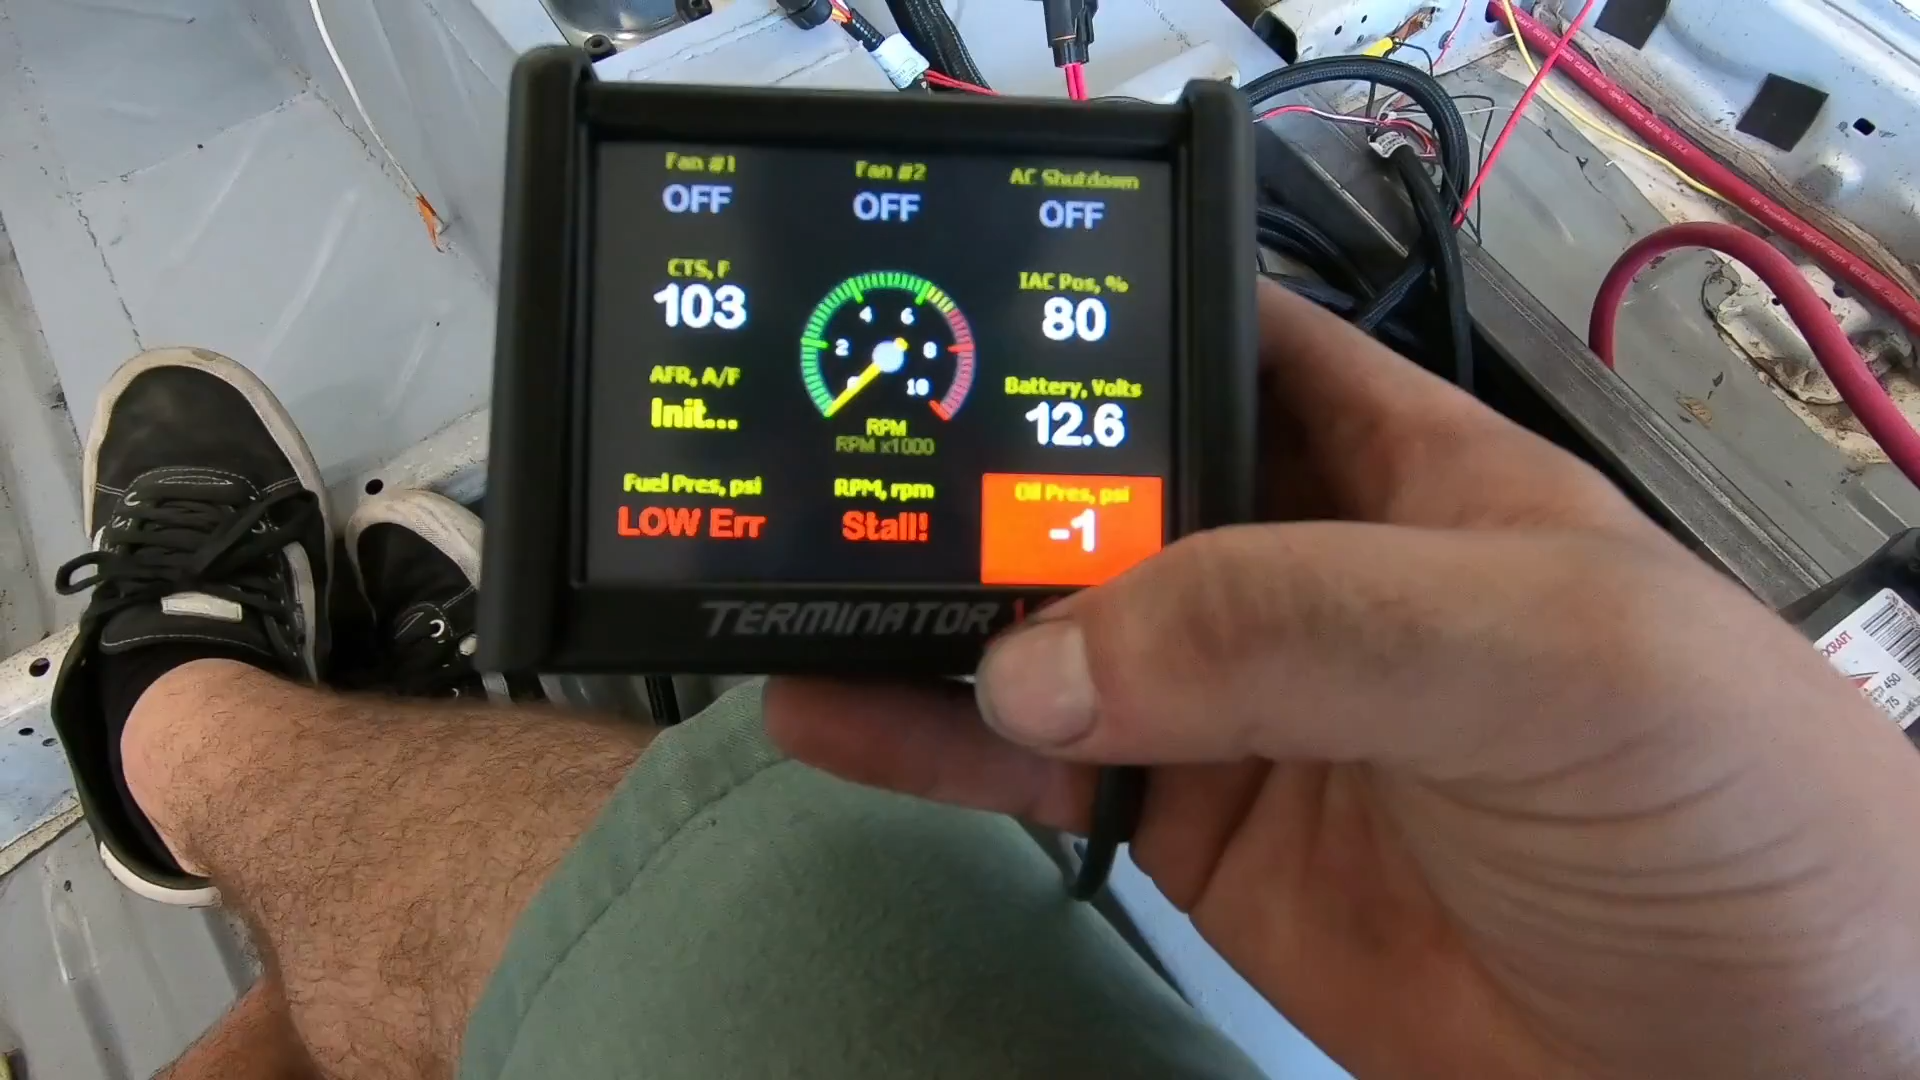 Fan #1
OFF
Fan #2
OFF
AC Shutdown
OFF
CTS, F
103
IAC Pos, %
80
2
4
6
8
10
RPM
RPM x1000
AFR, A/F
Init...
Battery, Volts
12.6
Fuel Pres, psi
LOW Err
RPM, rpm
Stall!
Oil Pres, psi
-1
TERMINATOR
450
75